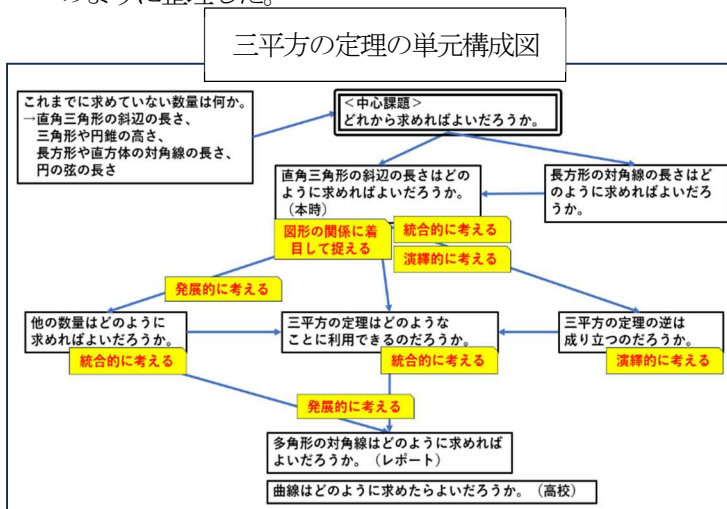 のように整理した。
三平方の定理の単元構成図
これまでに求めていない数量は何か。
→直角三角形の斜辺の長さ、
三角形や円錐の高さ、
長方形や直方体の対角線の長さ、
円の弦の長さ
<中心課題>
どれから求めればよいだろうか。
直角三角形の斜辺の長さはどの
ように求めればよいだろうか。
（本時）
長方形の対角線の長さはど
のように求めればよいだろ
うか。
図形の関係に着
目して捉える
統合的に考える
演繹的に考える
発展的に考える
他の数量はどのように
求めればよいだろうか。
統合的に考える
三平方の定理はどのような
ことに利用できるのだろうか。
統合的に考える
三平方の定理の逆は
成り立つのだろうか。
演繹的に考える
発展的に考える
多角形の対角線はどのように求めれば
よいだろうか。（レポート）
曲線はどのように求めたらよいだろうか。（高校）